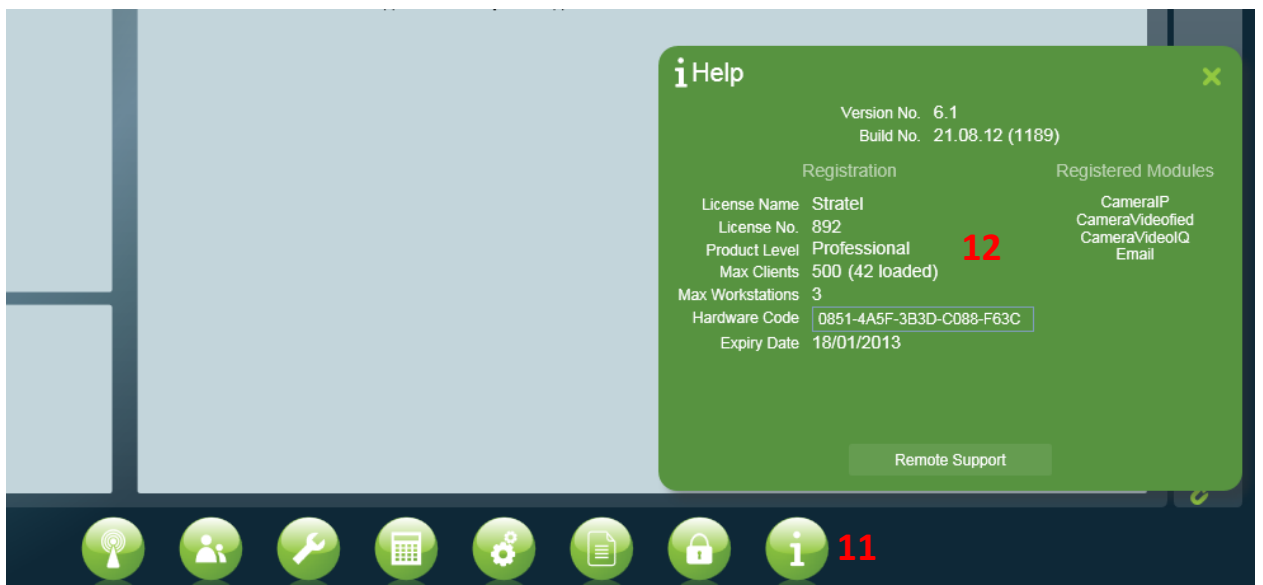 i Help
Version No. 6.1
Build No. 21.08.12 (1189)
Registration
Registered Modules
License Name Stratel
License No. 892
Product Level Professional
Max Clients 500 (42 loaded)
Max Workstations 3
Hardware Code 0851-4A5F-3B3D-C088-F63C
Expiry Date 18/01/2013
CameraIP
CameraVideofied
CameraVideoIQ
Email
12
Remote Support
i
11